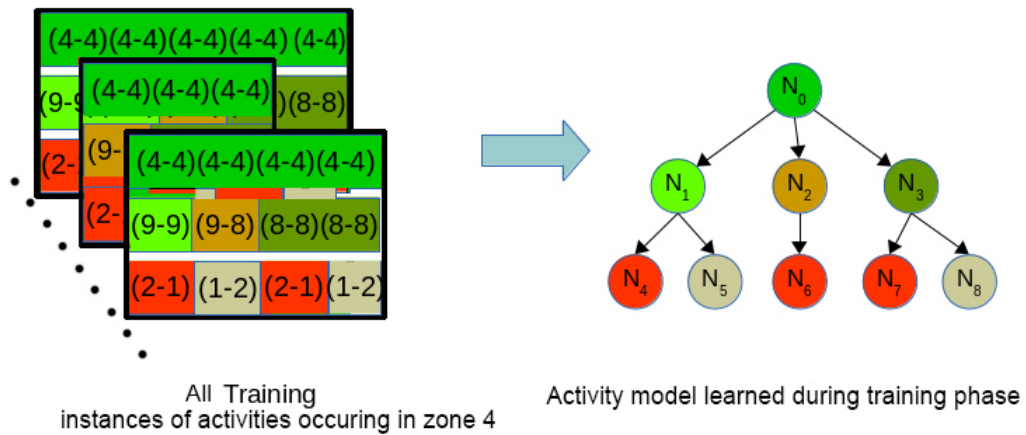 (4-4)(4-4)(4-4)(4-4) (4-4)
(9-9 )(8-8)
(2-
(4-4)(4-4)(4-4)
(9-
(2-
(4-4)(4-4)(4-4)(4-4)
(9-9) (9-8) (8-8)(8-8)
(2-1) (1-2) (2-1) (1-2)
N0
N1 N2 N3
N4 N5 N6 N7 N8
All Training
instances of activities occuring in zone 4
Activity model learned during training phase